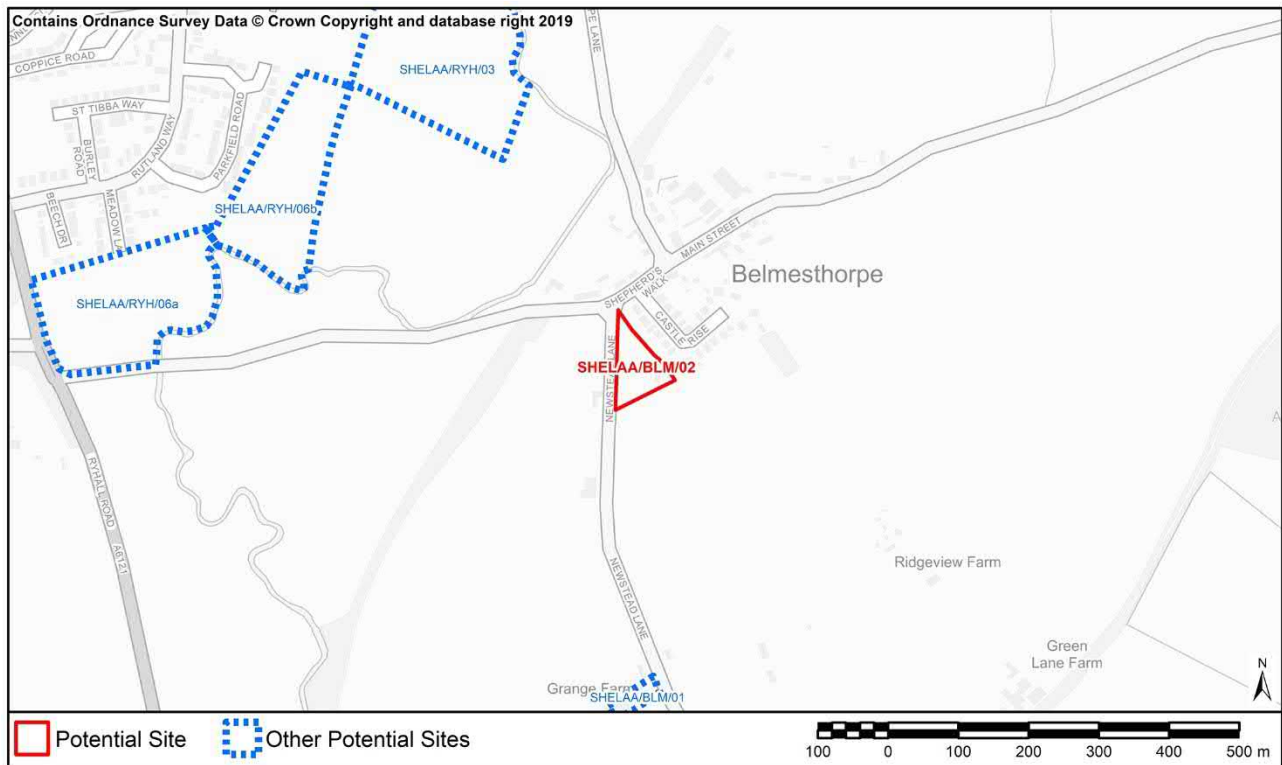 Contains Ordnance Survey Data © Crown Copyright and database right 2019
COPPICE ROAD
ST TIBBA WAY
BURLEY
ROAD
RUTLAND WAY
PARKFIELD ROAD
BEECH DR
MEADOW LA
SHELAA/RYH/03
SHELAA/RYH/06b
SHELAA/RYH/06a
PE LANE
MAIN STREET
SHEPHERD'S
WALK
Belmesthorpe
CASTLE
RISE
SHELAA/BLM/02
NEWSTEAD LANE
RYHALL ROAD
A6121
NEWSTEAD LANE
Ridgeview Farm
Green
Lane Farm
Grange Farm
SHELAA/BLM/01
N
Potential Site
Other Potential Sites
100 0 100 200 300 400 500 m